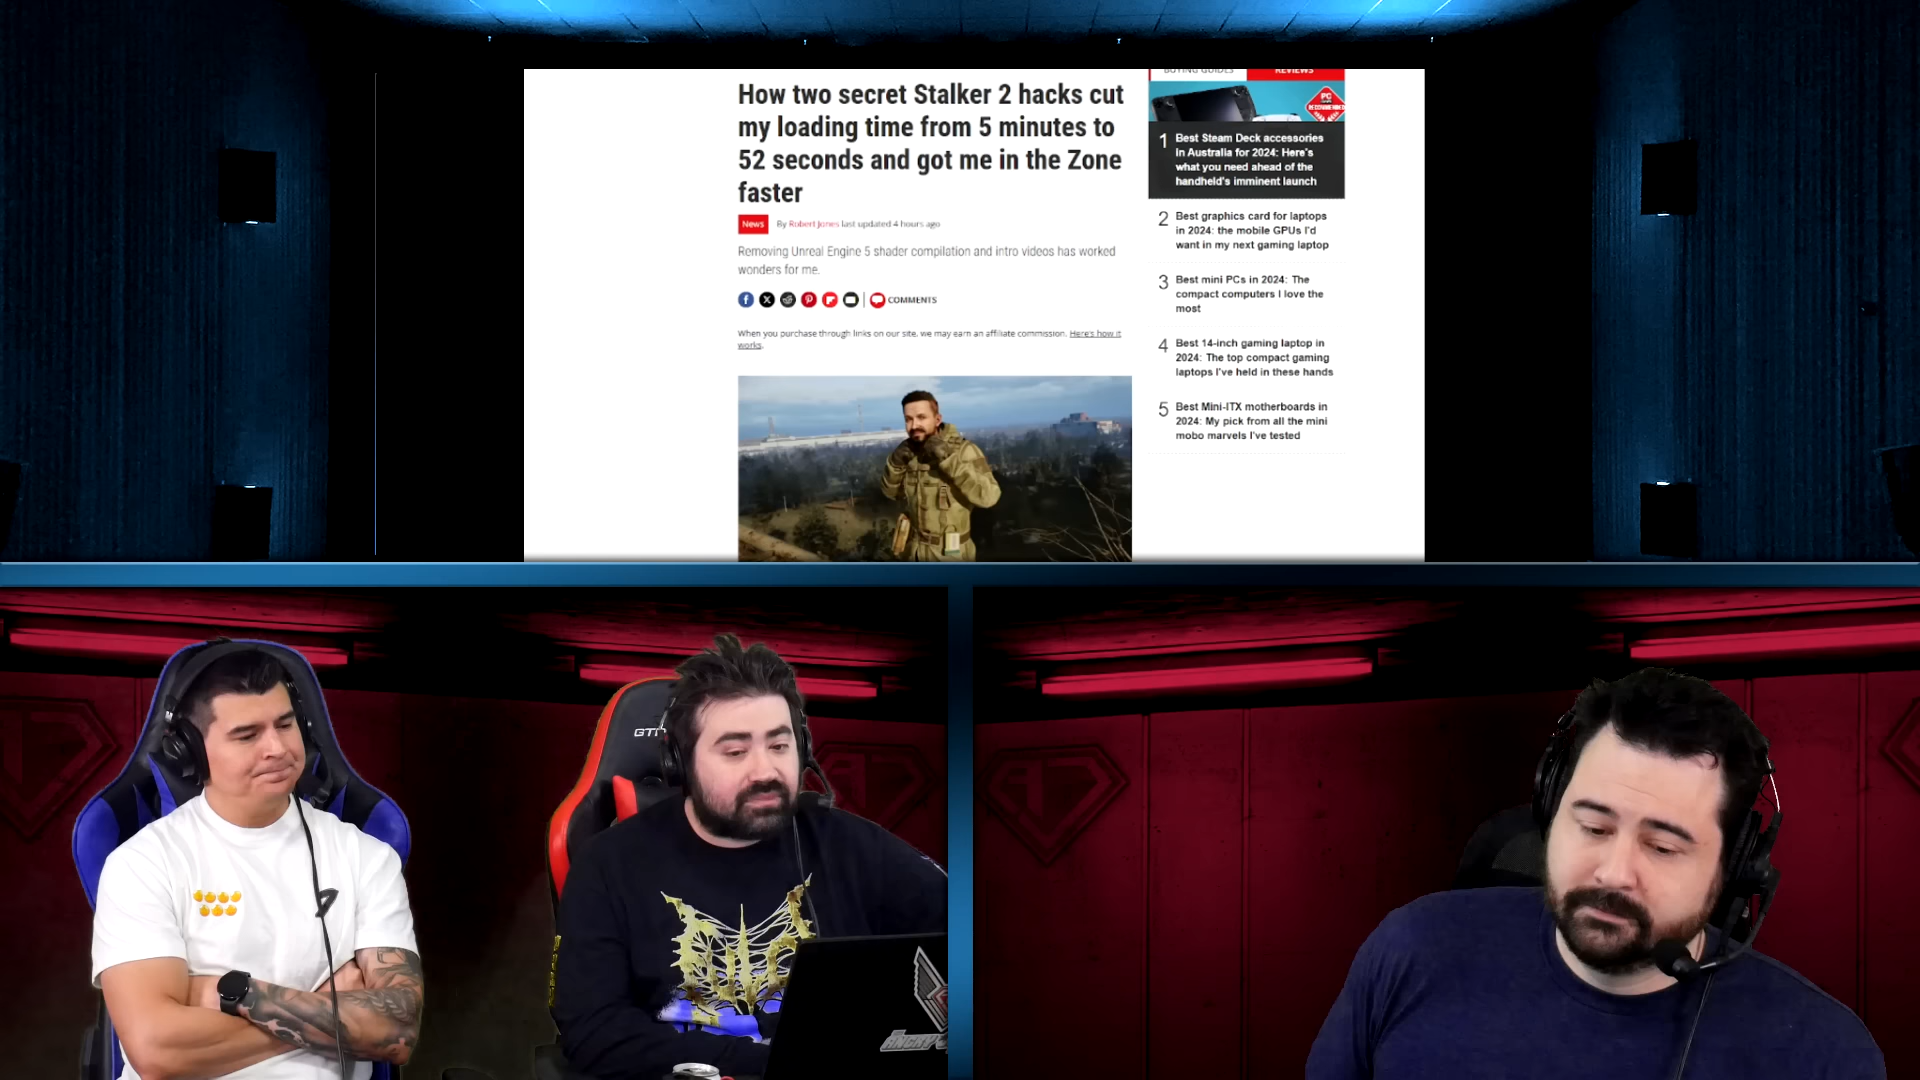 How two secret Stalker 2 hacks cut
my loading time from 5 minutes to
52 seconds and got me in the Zone
faster
News By Robert Jones last updated 4 hours ago
Removing Unreal Engine 5 shader compilation and intro videos has worked
wonders for me.
COMMENTS
When you purchase through links on our site, we may earn an affiliate commission. Here's how it
works.
BUYING GUIDES REVIEWS
PC
RECOMMENDED
1 Best Steam Deck accessories
in Australia for 2024: Here's
what you need ahead of the
handheld's imminent launch
2 Best graphics card for laptops
in 2024: the mobile GPUs I'd
want in my next gaming laptop
3 Best mini PCs in 2024: The
compact computers I love the
most
4 Best 14-inch gaming laptop in
2024: The top compact gaming
laptops I've held in these hands
5 Best Mini-ITX motherboards in
2024: My pick from all the mini
mobo marvels I've tested